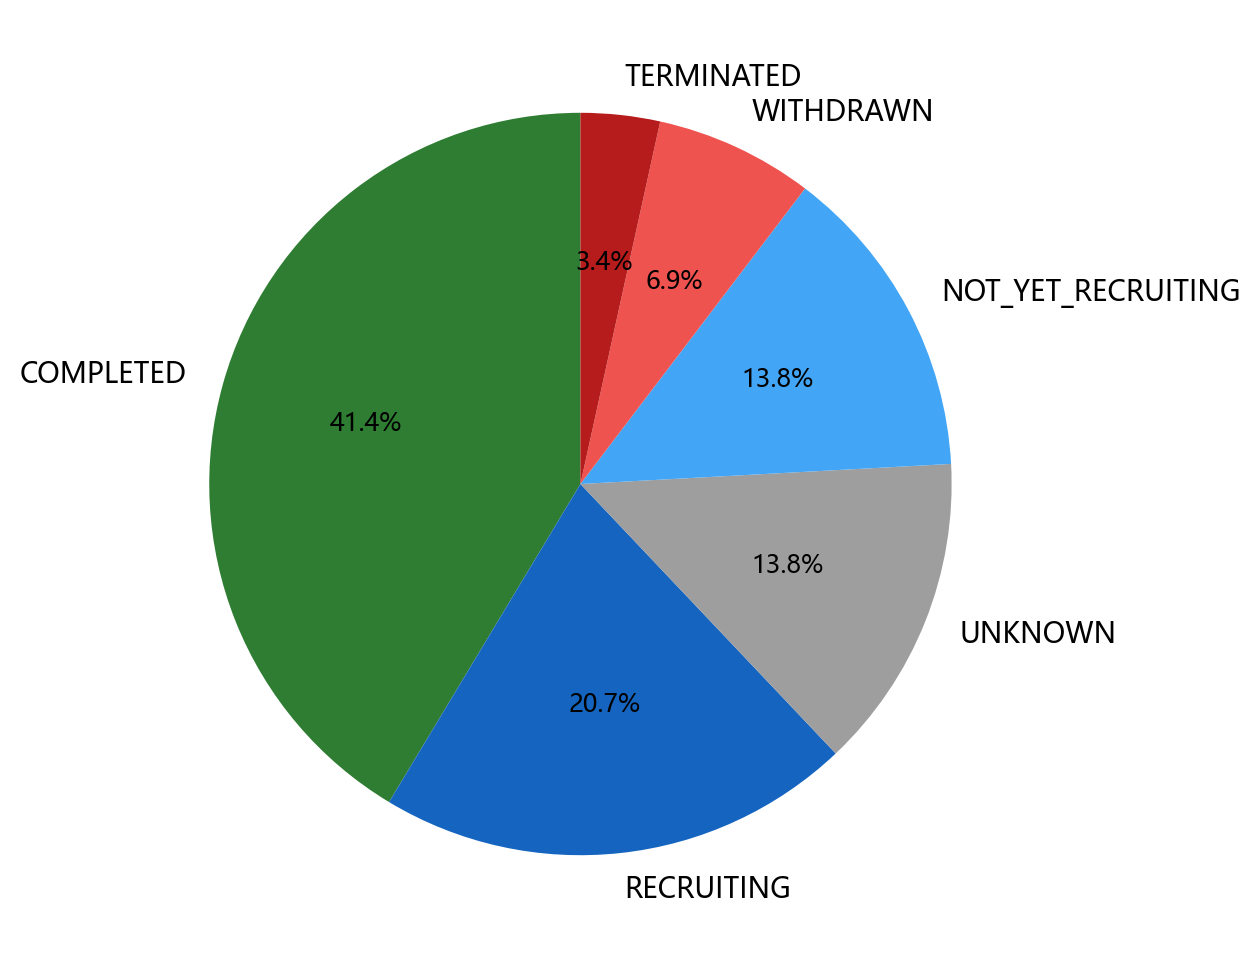 TERMINATED
WITHDRAWN
3.4%
6.9%
NOT_YET_RECRUITING
COMPLETED
13.8%
41.4%
13.8%
UNKNOWN
20.7%
RECRUITING